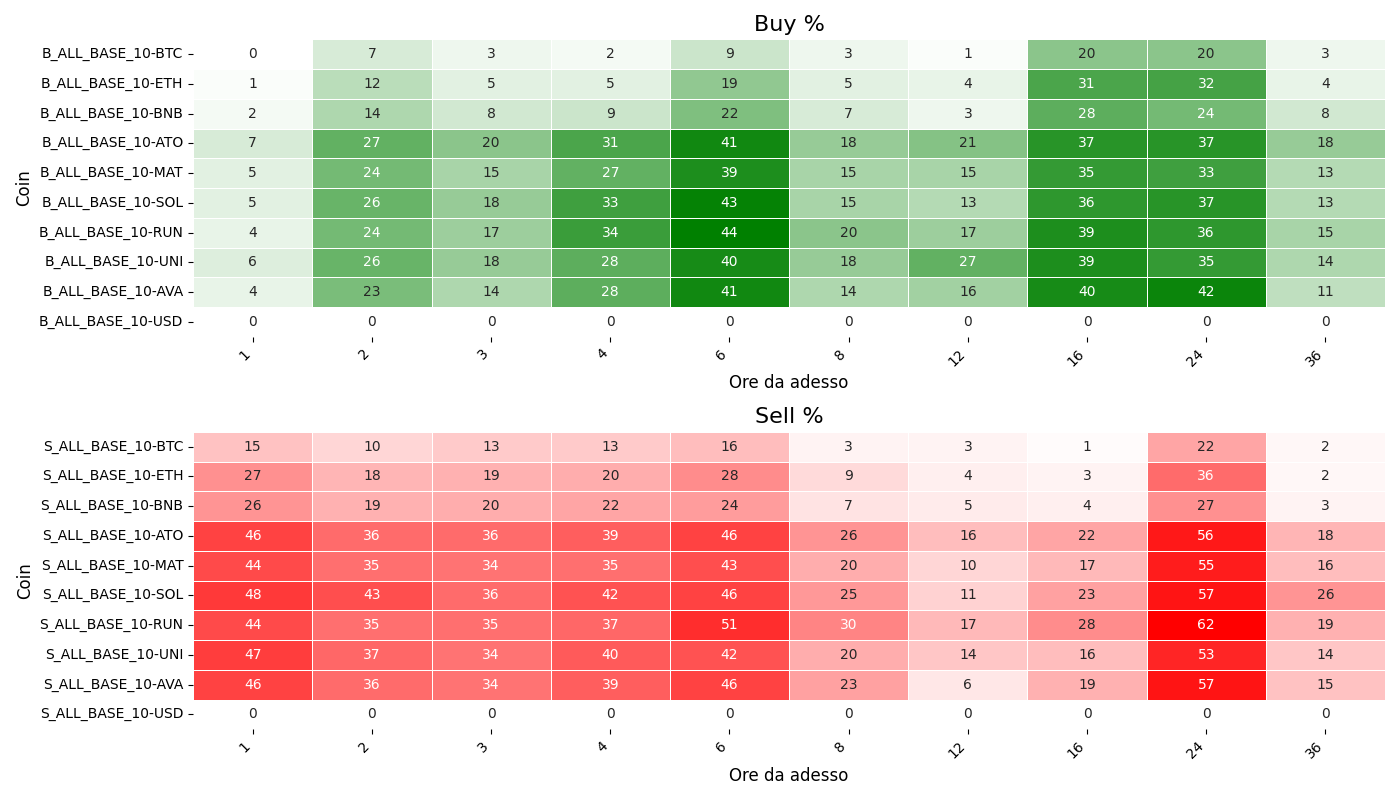 Buy %
Coin
B_ALL_BASE_10-BTC 0 7 3 2 9 3 1 20 20 3
B_ALL_BASE_10-ETH 1 12 5 5 19 5 4 31 32 4
B_ALL_BASE_10-BNB 2 14 8 9 22 7 3 28 24 8
B_ALL_BASE_10-ATO 7 27 20 31 41 18 21 37 37 18
B_ALL_BASE_10-MAT 5 24 15 27 39 15 15 35 33 13
B_ALL_BASE_10-SOL 5 26 18 33 43 15 13 36 37 13
B_ALL_BASE_10-RUN 4 24 17 34 44 20 17 39 36 15
B_ALL_BASE_10-UNI 6 26 18 28 40 18 27 39 35 14
B_ALL_BASE_10-AVA 4 23 14 28 41 14 16 40 42 11
B_ALL_BASE_10-USD 0 0 0 0 0 0 0 0 0 0
1 2 3 4 6 8 12 16 24 36
Ore da adesso
Sell %
Coin
S_ALL_BASE_10-BTC 15 10 13 13 16 3 3 1 22 2
S_ALL_BASE_10-ETH 27 18 19 20 28 9 4 3 36 2
S_ALL_BASE_10-BNB 26 19 20 22 24 7 5 4 27 3
S_ALL_BASE_10-ATO 46 36 36 39 46 26 16 22 56 18
S_ALL_BASE_10-MAT 44 35 34 35 43 20 10 17 55 16
S_ALL_BASE_10-SOL 48 43 36 42 46 25 11 23 57 26
S_ALL_BASE_10-RUN 44 35 35 37 51 30 17 28 62 19
S_ALL_BASE_10-UNI 47 37 34 40 42 20 14 16 53 14
S_ALL_BASE_10-AVA 46 36 34 39 46 23 6 19 57 15
S_ALL_BASE_10-USD 0 0 0 0 0 0 0 0 0 0
1 2 3 4 6 8 12 16 24 36
Ore da adesso